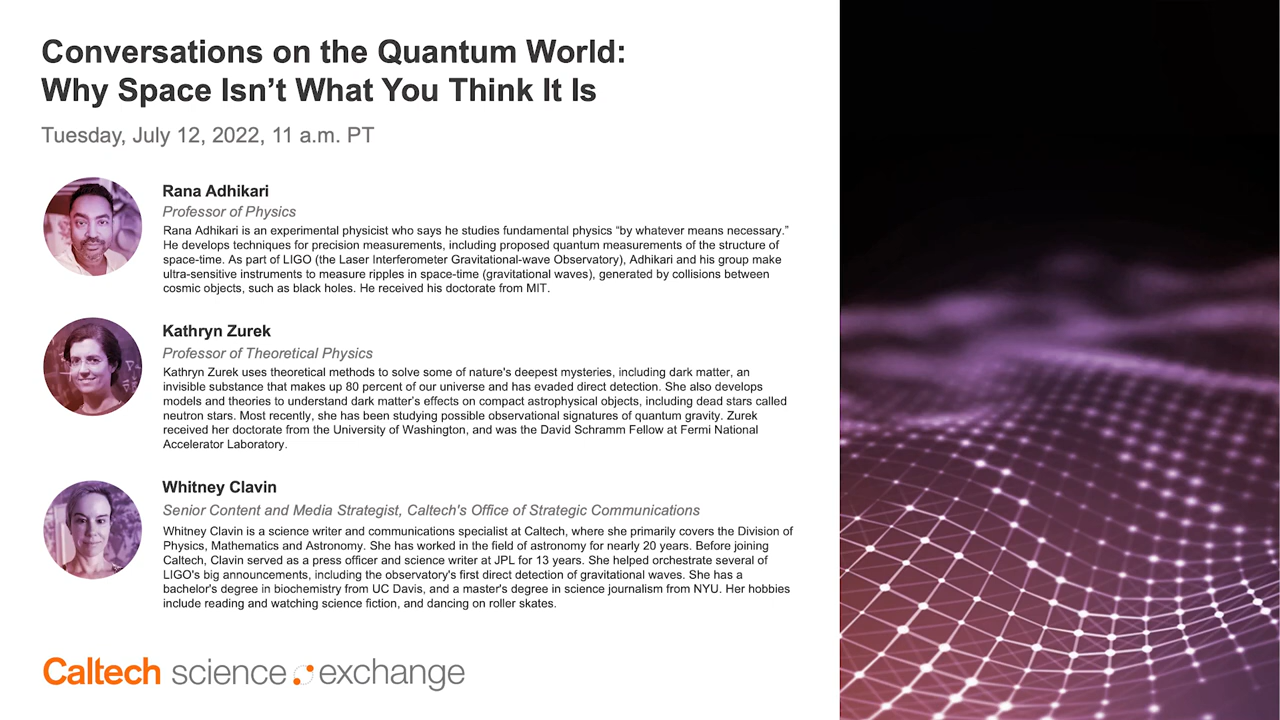 Conversations on the Quantum World:
Why Space Isn’t What You Think It Is
Tuesday, July 12, 2022, 11 a.m. PT
Rana Adhikari
Professor of Physics
Rana Adhikari is an experimental physicist who says he studies fundamental physics “by whatever means necessary.”
He develops techniques for precision measurements, including proposed quantum measurements of the structure of
space-time. As part of LIGO (the Laser Interferometer Gravitational-wave Observatory), Adhikari and his group make
ultra-sensitive instruments to measure ripples in space-time (gravitational waves), generated by collisions between
cosmic objects, such as black holes. He received his doctorate from MIT.
Kathryn Zurek
Professor of Theoretical Physics
Kathryn Zurek uses theoretical methods to solve some of nature's deepest mysteries, including dark matter, an
invisible substance that makes up 80 percent of our universe and has evaded direct detection. She also develops
models and theories to understand dark matter’s effects on compact astrophysical objects, including dead stars called
neutron stars. Most recently, she has been studying possible observational signatures of quantum gravity. Zurek
received her doctorate from the University of Washington, and was the David Schramm Fellow at Fermi National
Accelerator Laboratory.
Whitney Clavin
Senior Content and Media Strategist, Caltech's Office of Strategic Communications
Whitney Clavin is a science writer and communications specialist at Caltech, where she primarily covers the Division of
Physics, Mathematics and Astronomy. She has worked in the field of astronomy for nearly 20 years. Before joining
Caltech, Clavin served as a press officer and science writer at JPL for 13 years. She helped orchestrate several of
LIGO's big announcements, including the observatory's first direct detection of gravitational waves. She has a
bachelor's degree in biochemistry from UC Davis, and a master's degree in science journalism from NYU. Her hobbies
include reading and watching science fiction, and dancing on roller skates.
Caltech science exchange